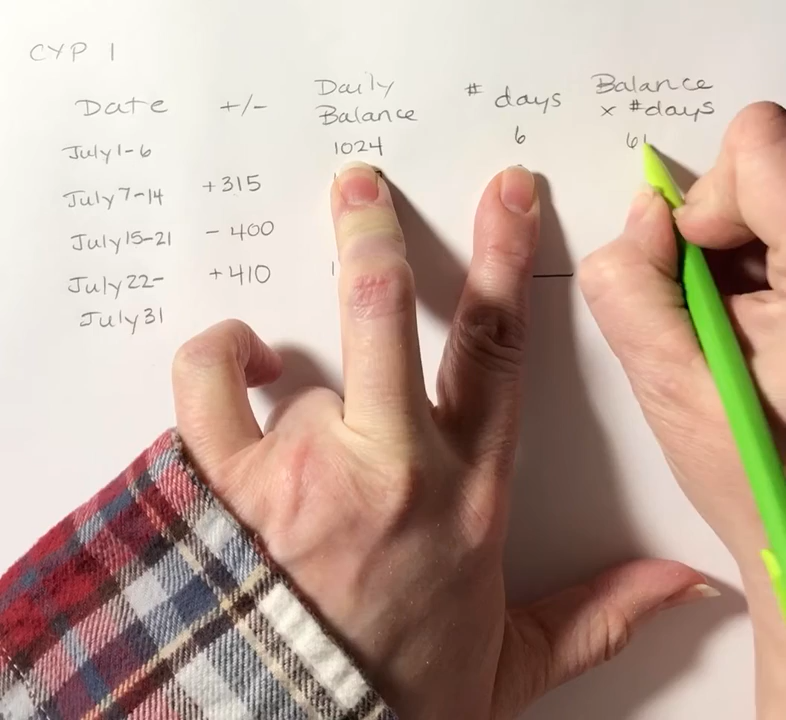 CYP 1
Date +/- Daily Balance # days Balance x #days
July 1-6 1024 6 61
July 7-14 +315
July 15-21 - 400
July 22- +410
July 31